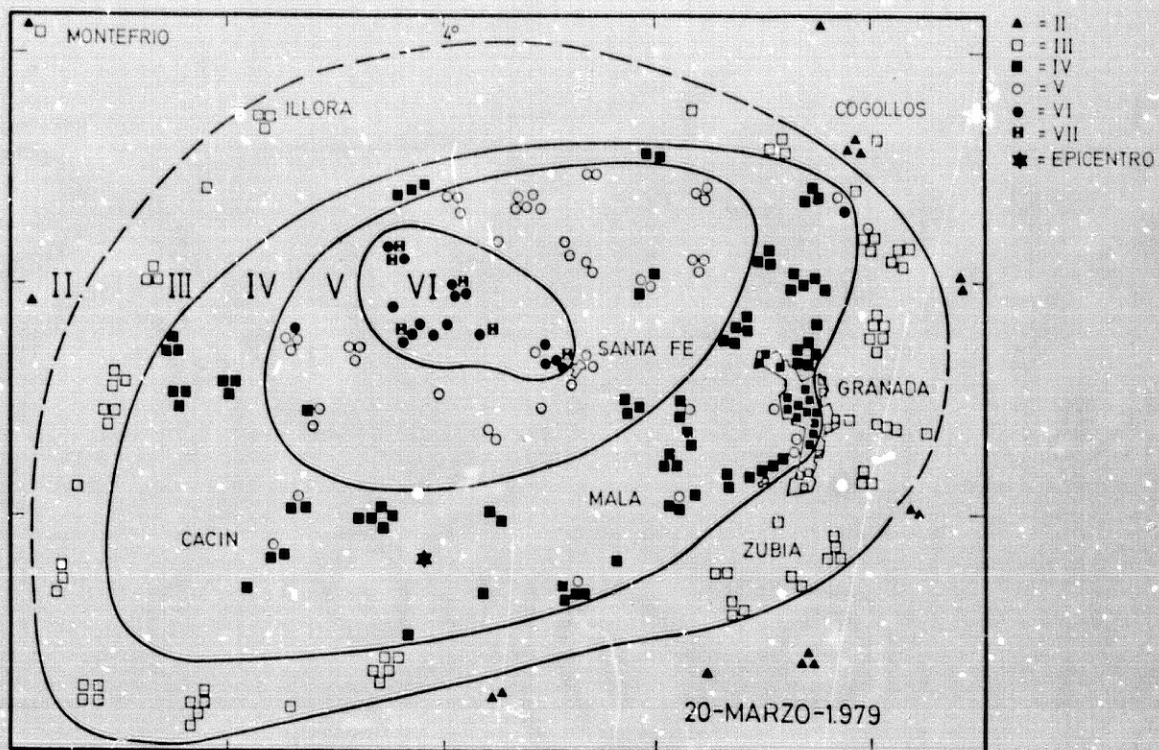 MONTEFRIO
4º
ILLORA
COGOLLOS
▲ = II
□ = III
■ = IV
○ = V
● = VI
H = VII
✶ = EPICENTRO
II
III
IV
V
VI
SANTA FE
GRANADA
MALA
CACIN
ZUBIA
20-MARZO-1.979